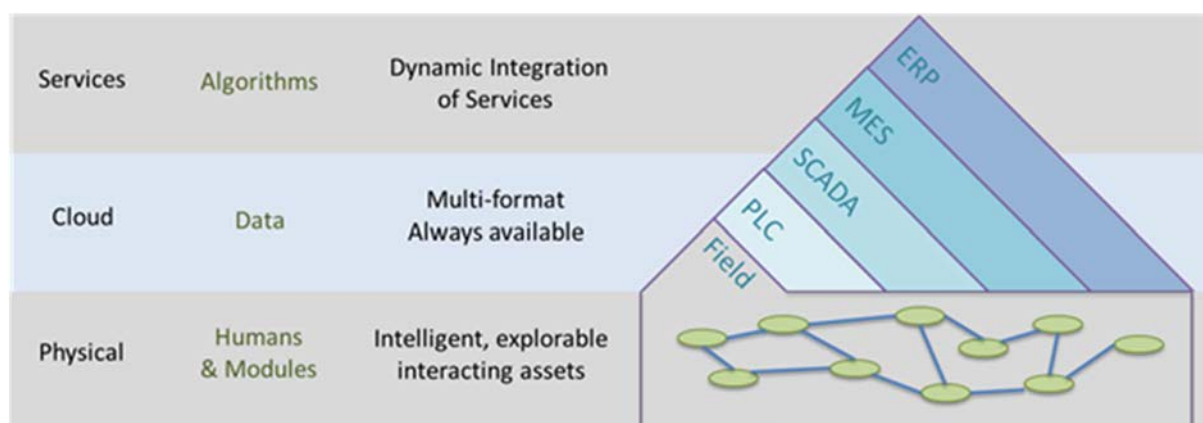 Services
Algorithms
Dynamic Integration
of Services
Cloud
Data
Multi-format
Always available
Physical
Humans
& Modules
Intelligent, explorable
interacting assets
ERP
MES
SCADA
PLC
Field